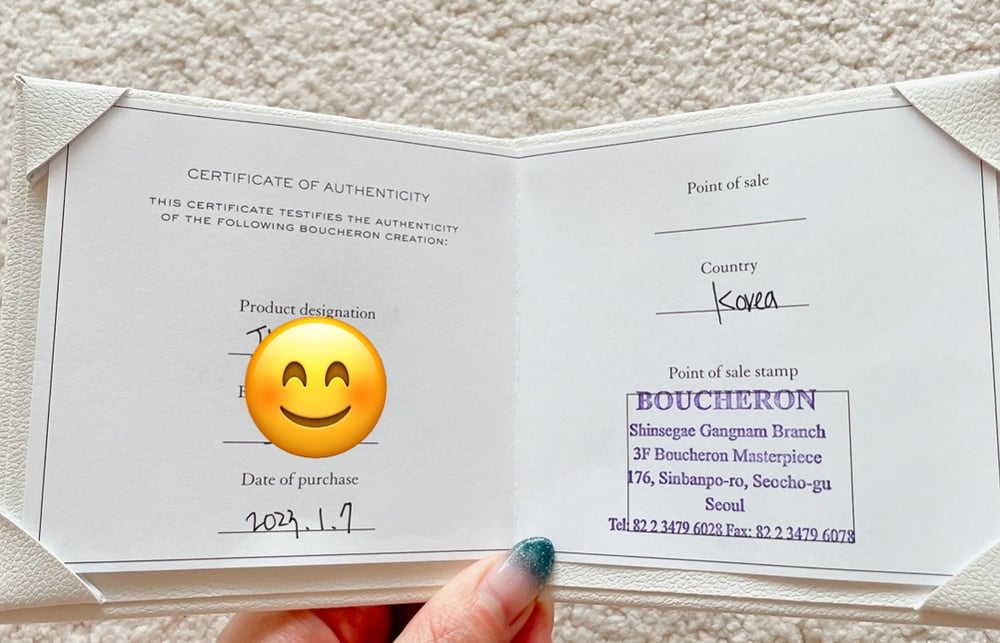 CERTIFICATE OF AUTHENTICITY
THIS CERTIFICATE TESTIFIES THE AUTHENTICITY
OF THE FOLLOWING BOUCHERON CREATION:
Product designation
Date of purchase
2023.1.7
Point of sale
Country
Korea
Point of sale stamp
BOUCHERON
Shinsegae Gangnam Branch
3F Boucheron Masterpiece
176, Sinbanpo-ro, Seocho-gu
Seoul
Tel: 82 2 3479 6028 Fax: 82 2 3479 6078